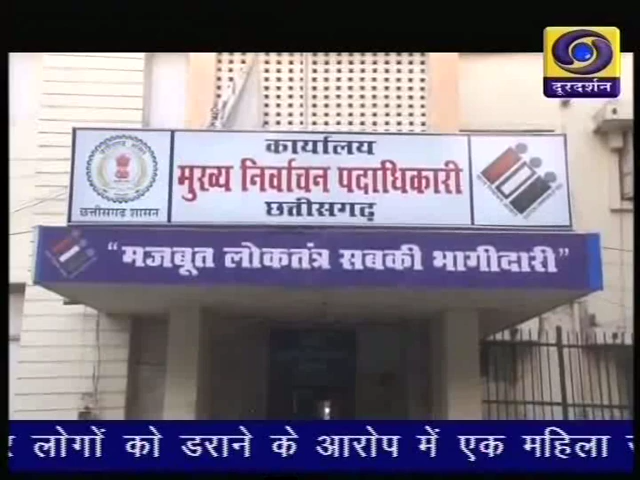 दूरदर्शन
कार्यालय
मुख्य निर्वाचन पदाधिकारी
छत्तीसगढ़
छत्तीसगढ़ शासन
"मजबूत लोकतंत्र सबकी भागीदारी"
लोगों को डराने के आरोप में एक महिला